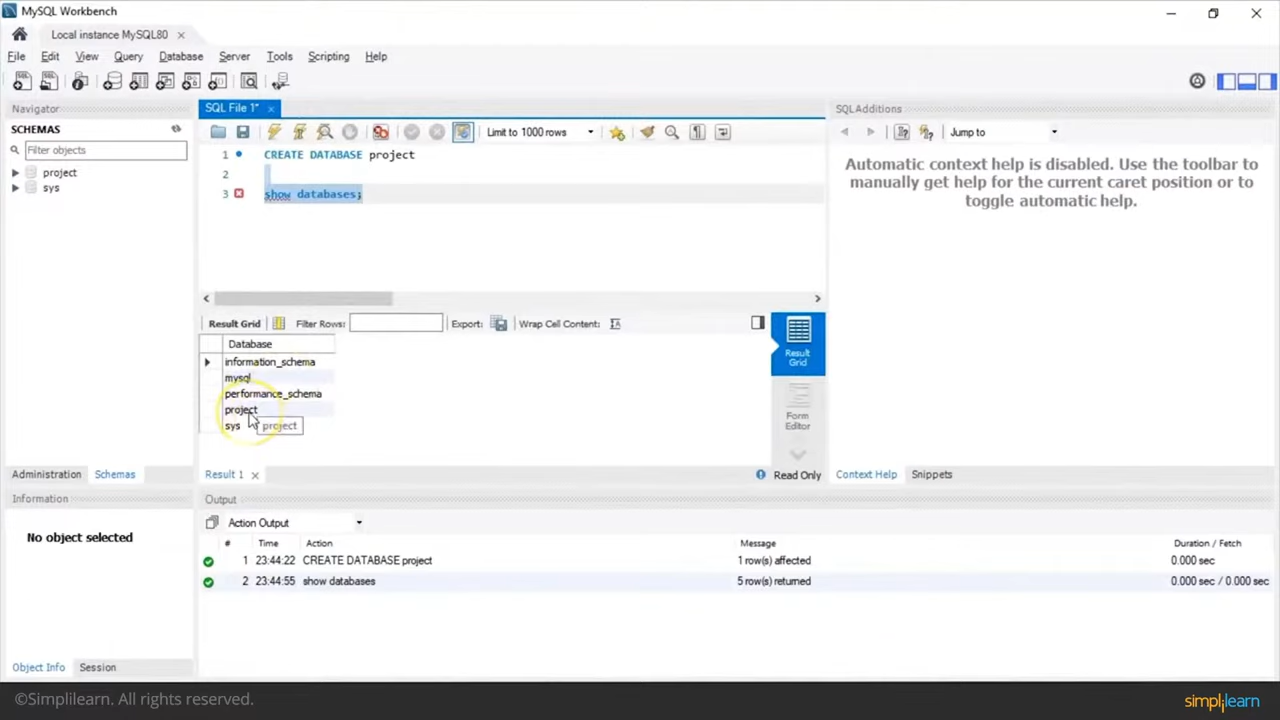 MySQL Workbench
Local instance MySQL80
File Edit View Query Database Server Tools Scripting Help
Navigator
SCHEMAS
Filter objects
project
sys
Administration Schemas
Information
No object selected
Object Info Session
SQL File 1*
Limit to 1000 rows
1 CREATE DATABASE project
2
3 show databases;
Result Grid Filter Rows: Export: Wrap Cell Content:
Database
information_schema
mysql
performance_schema
project
sys
project
Result Grid
Form Editor
Result 1
Read Only
SQLAdditions
Jump to
Automatic context help is disabled. Use the toolbar to
manually get help for the current caret position or to
toggle automatic help.
Context Help Snippets
Output
Action Output
# Time Action Message Duration / Fetch
1 23:44:22 CREATE DATABASE project 1 row(s) affected 0.000 sec
2 23:44:55 show databases 5 row(s) returned 0.000 sec / 0.000 sec
©Simplilearn. All rights reserved.
simplilearn